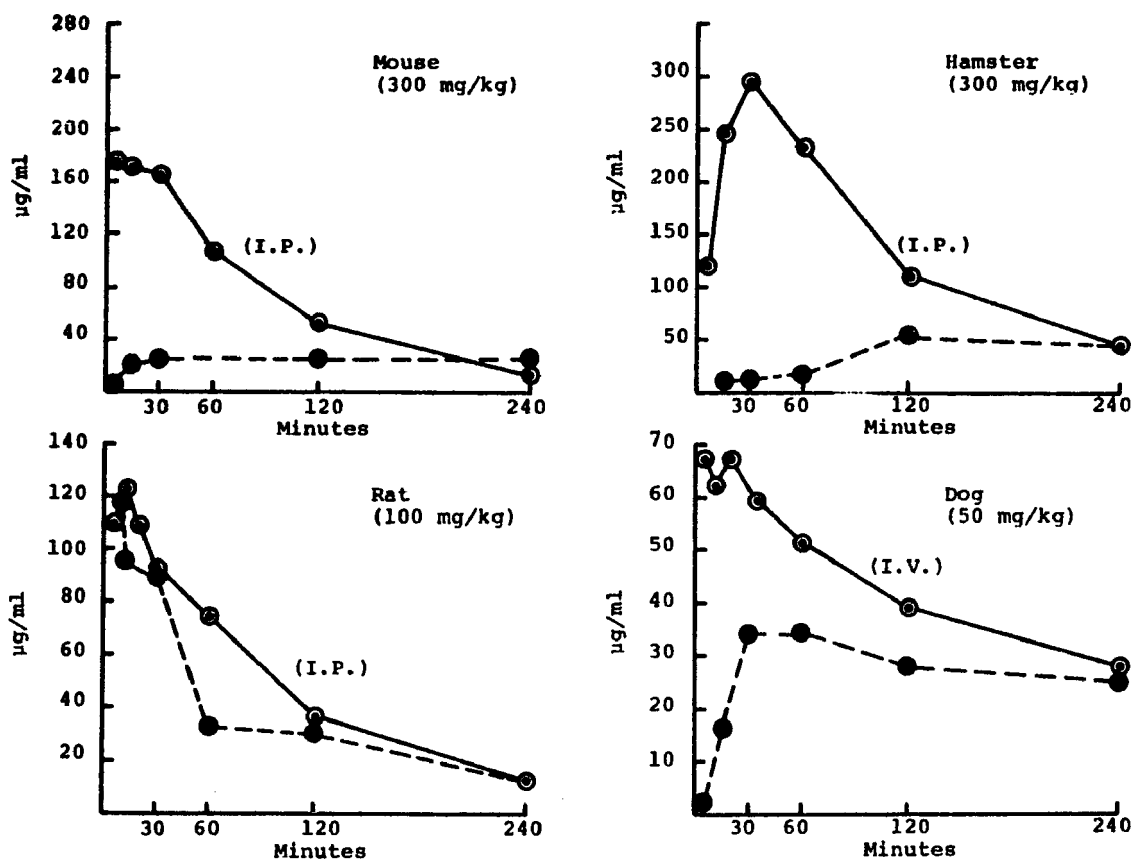 280
240
200
160
120
80
40
µg/ml
Mouse
(300 mg/kg)
(I.P.)
30 60 120 240
Minutes
300
250
200
150
100
50
µg/ml
Hamster
(300 mg/kg)
(I.P.)
30 60 120 240
Minutes
140
120
100
80
60
40
20
µg/ml
Rat
(100 mg/kg)
(I.P.)
30 60 120 240
Minutes
70
60
50
40
30
20
10
µg/ml
Dog
(50 mg/kg)
(I.V.)
30 60 120 240
Minutes